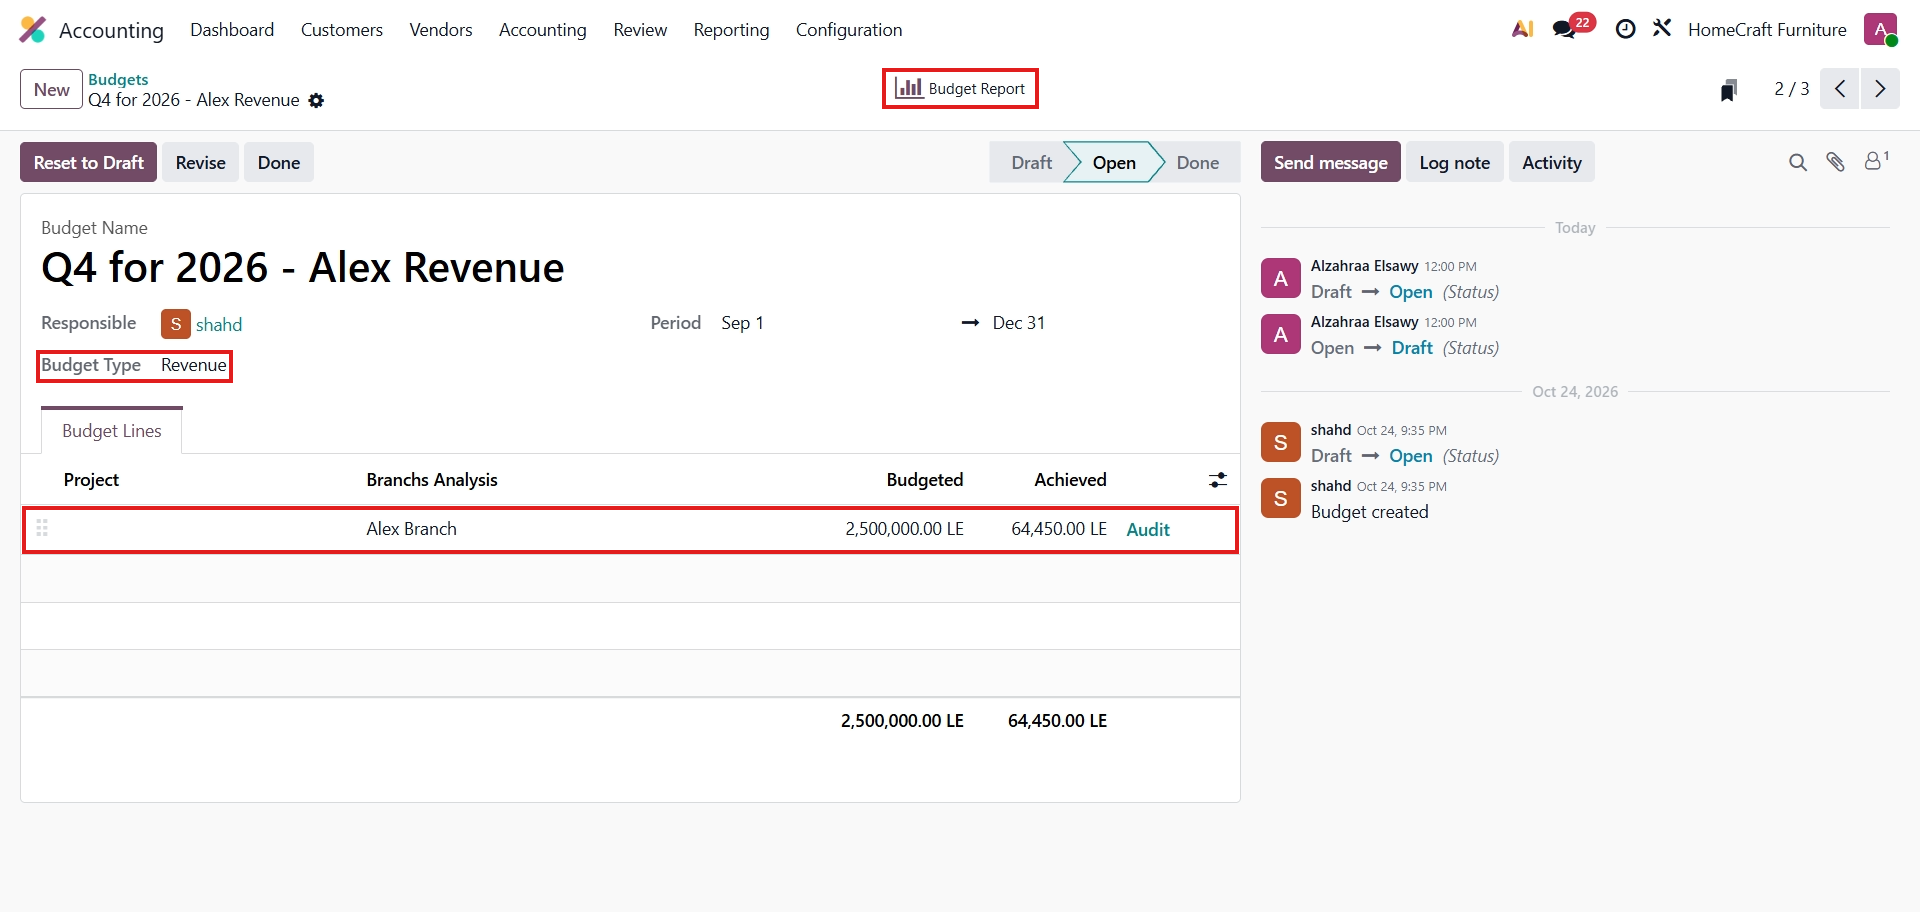 Accounting Dashboard Customers Vendors Accounting Review Reporting Configuration AI 22 HomeCraft Furniture A
New Budgets
Q4 for 2026 - Alex Revenue
Budget Report
2 / 3
Reset to Draft Revise Done Draft Open Done Send message Log note Activity 1
Budget Name
Q4 for 2026 - Alex Revenue
Responsible S shahd Period Sep 1 → Dec 31
Budget Type Revenue
Budget Lines
Project Branchs Analysis Budgeted Achieved
Alex Branch 2,500,000.00 LE 64,450.00 LE Audit
2,500,000.00 LE 64,450.00 LE
Today
A Alzahraa Elsawy 12:00 PM
Draft → Open (Status)
A Alzahraa Elsawy 12:00 PM
Open → Draft (Status)
Oct 24, 2026
S shahd Oct 24, 9:35 PM
Draft → Open (Status)
S shahd Oct 24, 9:35 PM
Budget created